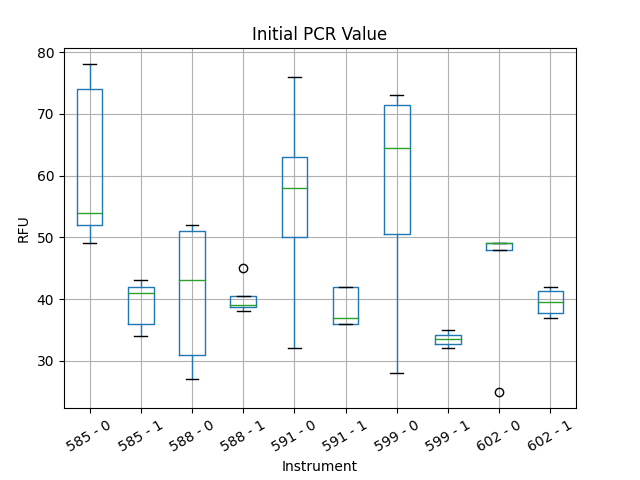 Initial PCR Value
80
70
60
50
40
30
RFU
585 - 0
585 - 1
588 - 0
588 - 1
591 - 0
591 - 1
599 - 0
599 - 1
602 - 0
602 - 1
Instrument